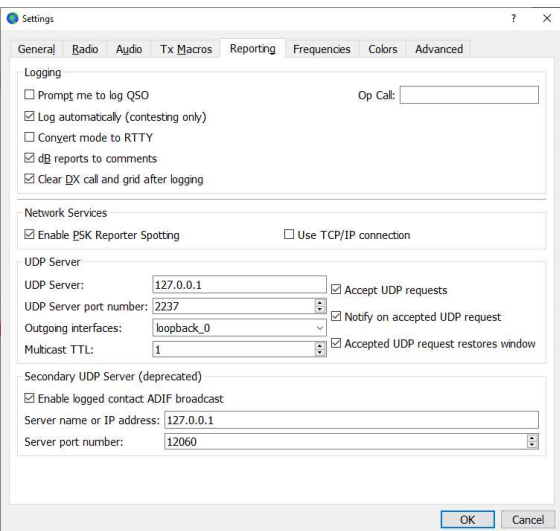 Settings
General Radio Audio Tx Macros Reporting Frequencies Colors Advanced
Logging
Prompt me to log QSO Op Call:
Log automatically (contesting only)
Convert mode to RTTY
dB reports to comments
Clear DX call and grid after logging
Network Services
Enable PSK Reporter Spotting Use TCP/IP connection
UDP Server
UDP Server: 127.0.0.1 Accept UDP requests
UDP Server port number: 2237 Notify on accepted UDP request
Outgoing interfaces: loopback_0
Multicast TTL: 1 Accepted UDP request restores window
Secondary UDP Server (deprecated)
Enable logged contact ADIF broadcast
Server name or IP address: 127.0.0.1
Server port number: 12060
OK Cancel